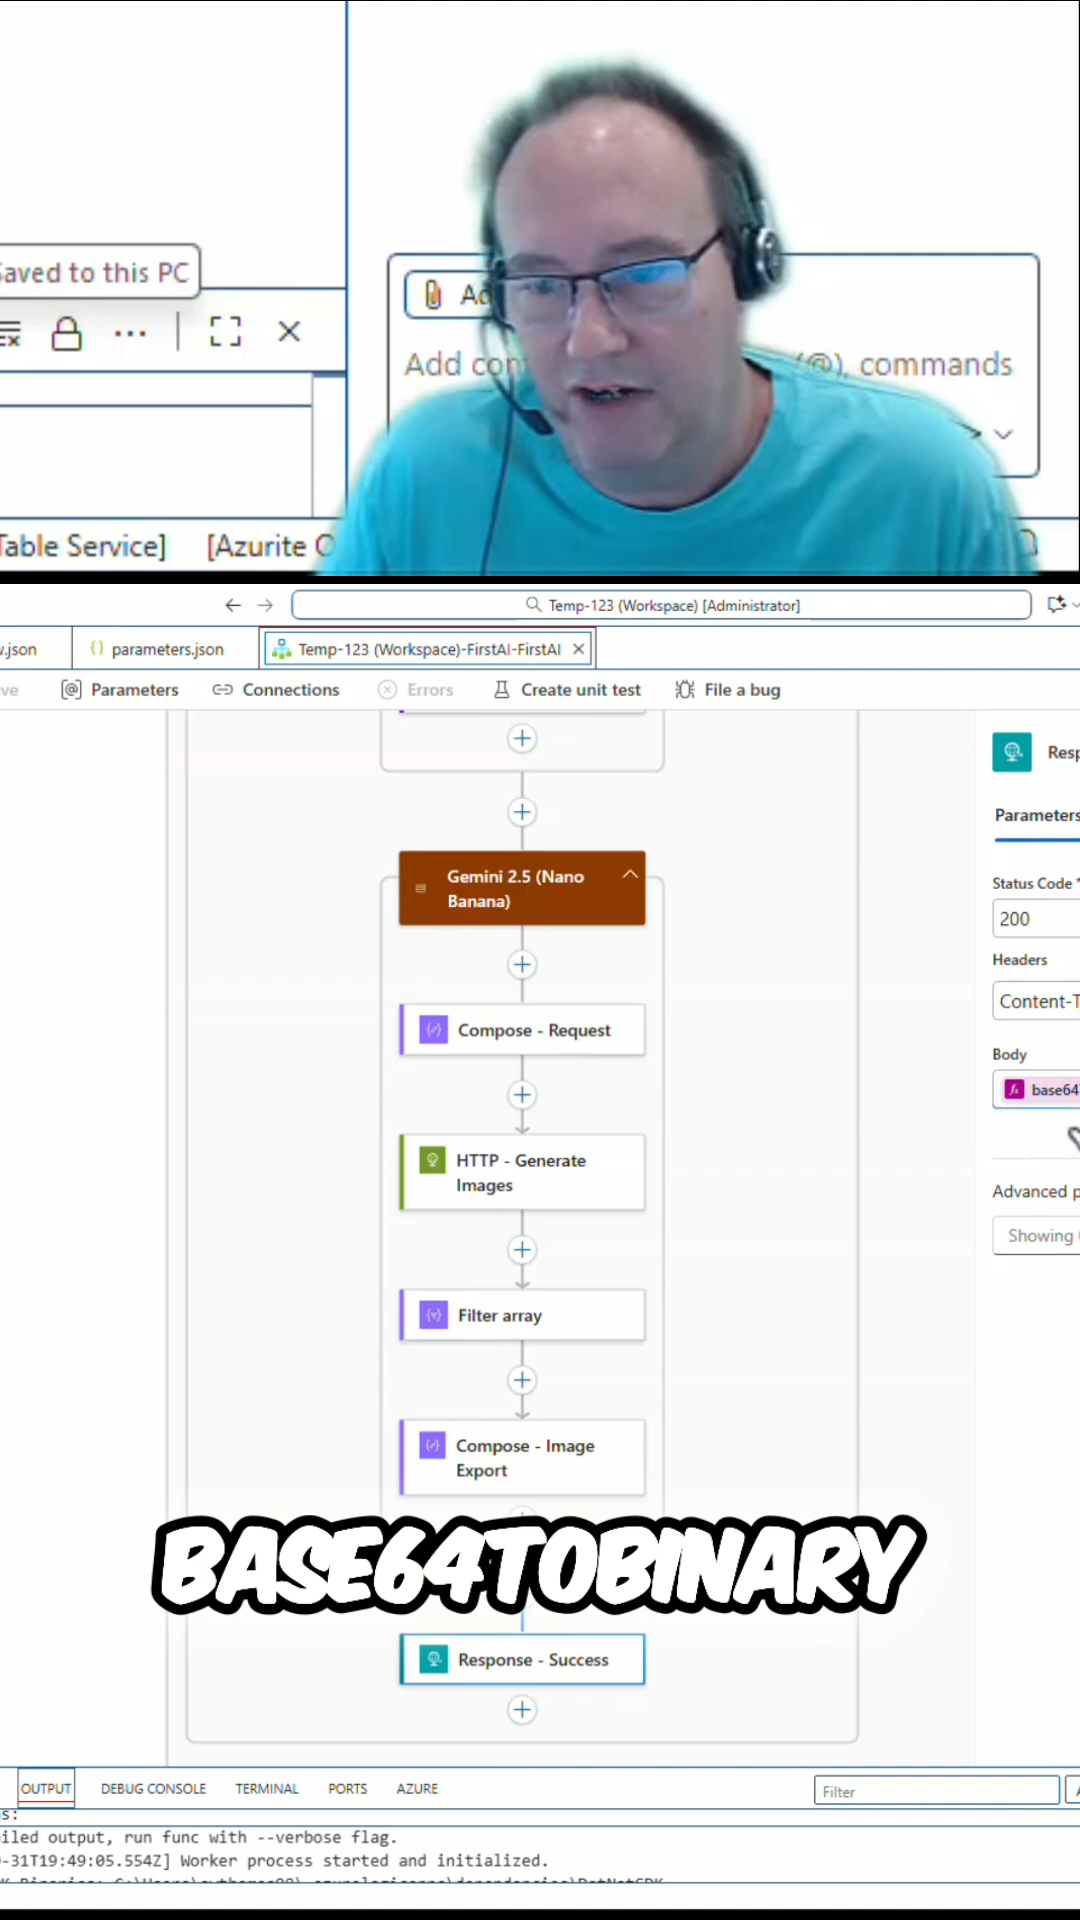 Saved to this PC
Add con (@), commands
Table Service] [Azurite
Temp-123 (Workspace) [Administrator]
.json parameters.json Temp-123 (Workspace)-FirstAI-FirstAI
Parameters Connections Errors Create unit test File a bug
Gemini 2.5 (Nano
Banana)
Compose - Request
HTTP - Generate
Images
Filter array
Compose - Image
Export
BASE64TOBINARY
Response - Success
Resp
Parameters
Status Code *
200
Headers
Content-T
Body
base64
Advanced p
Showing
OUTPUT DEBUG CONSOLE TERMINAL PORTS AZURE Filter
s:
iled output, run func with --verbose flag.
-31T19:49:05.554Z] Worker process started and initialized.